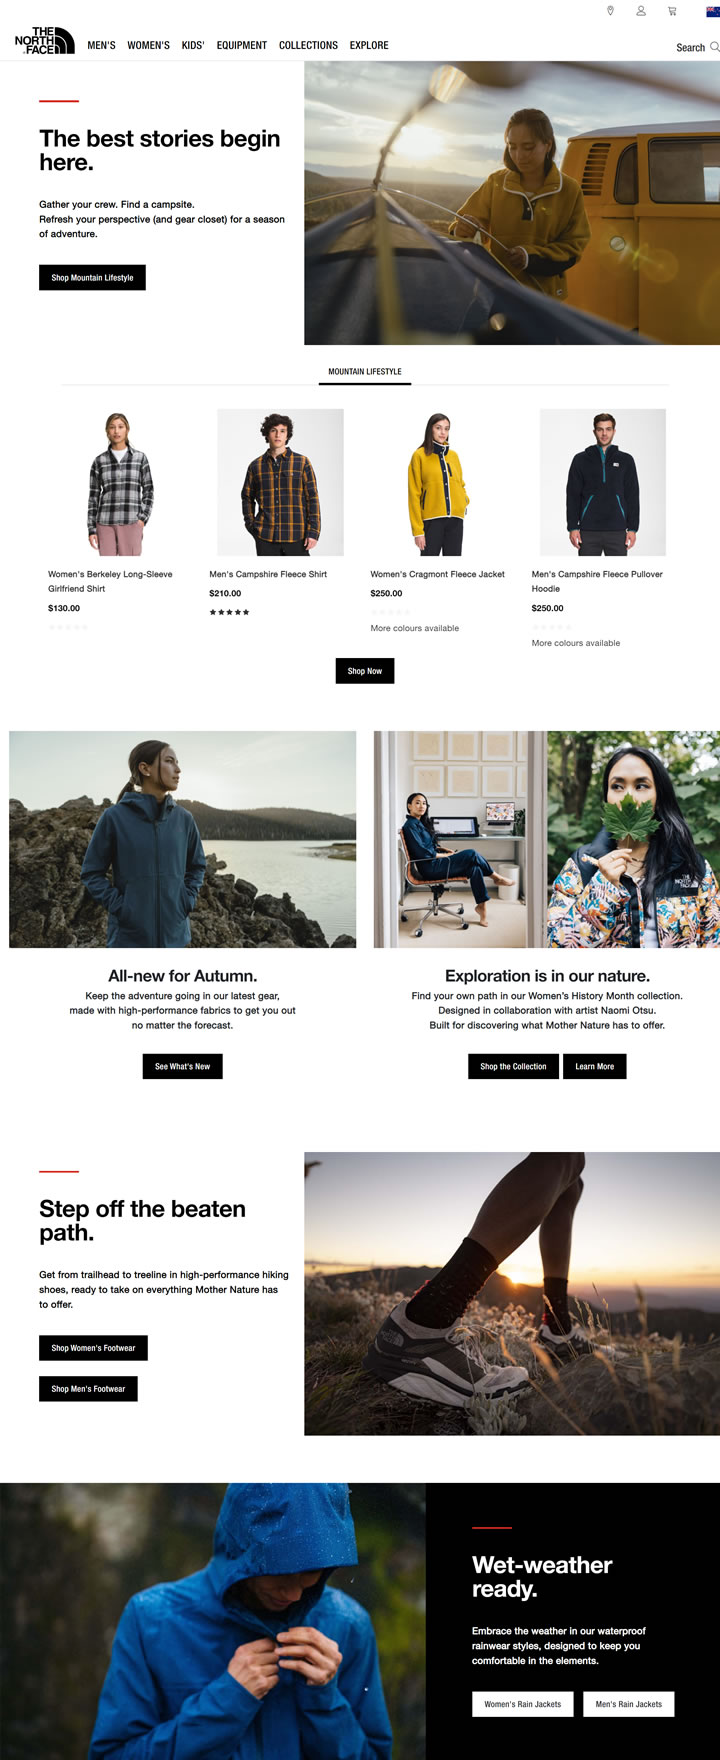 THE
NORTH
FACE
MEN'S WOMEN'S KIDS' EQUIPMENT COLLECTIONS EXPLORE
Search
The best stories begin
here.
Gather your crew. Find a campsite.
Refresh your perspective (and gear closet) for a season
of adventure.
Shop Mountain Lifestyle
MOUNTAIN LIFESTYLE
Women's Berkeley Long-Sleeve
Girlfriend Shirt
$130.00
Men's Campshire Fleece Shirt
$210.00
Women's Cragmont Fleece Jacket
$250.00
More colours available
Men's Campshire Fleece Pullover
Hoodie
$250.00
More colours available
Shop Now
All-new for Autumn.
Keep the adventure going in our latest gear,
made with high-performance fabrics to get you out
no matter the forecast.
See What's New
THE
NORTH
FACE
Exploration is in our nature.
Find your own path in our Women's History Month collection.
Designed in collaboration with artist Naomi Otsu.
Built for discovering what Mother Nature has to offer.
Shop the Collection Learn More
Step off the beaten
path.
Get from trailhead to treeline in high-performance hiking
shoes, ready to take on everything Mother Nature has
to offer.
Shop Women's Footwear
Shop Men's Footwear
Wet-weather
ready.
Embrace the weather in our waterproof
rainwear styles, designed to keep you
comfortable in the elements.
Women's Rain Jackets Men's Rain Jackets